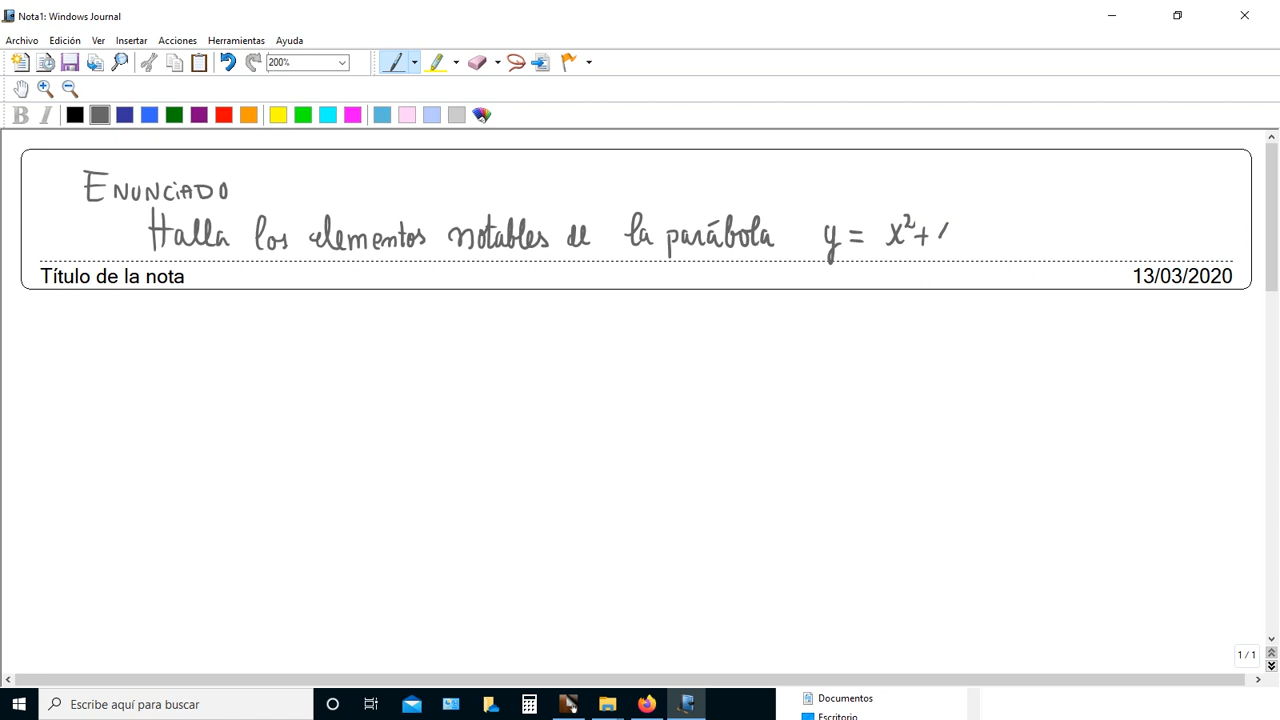 Nota1: Windows Journal
Archivo Edición Ver Insertar Acciones Herramientas Ayuda
200%
B I
ENUNCIADO
Halla los elementos notables de la parábola y = x²+
Título de la nota 13/03/2020
1 / 1
Escribe aquí para buscar
Documentos
Escritorio